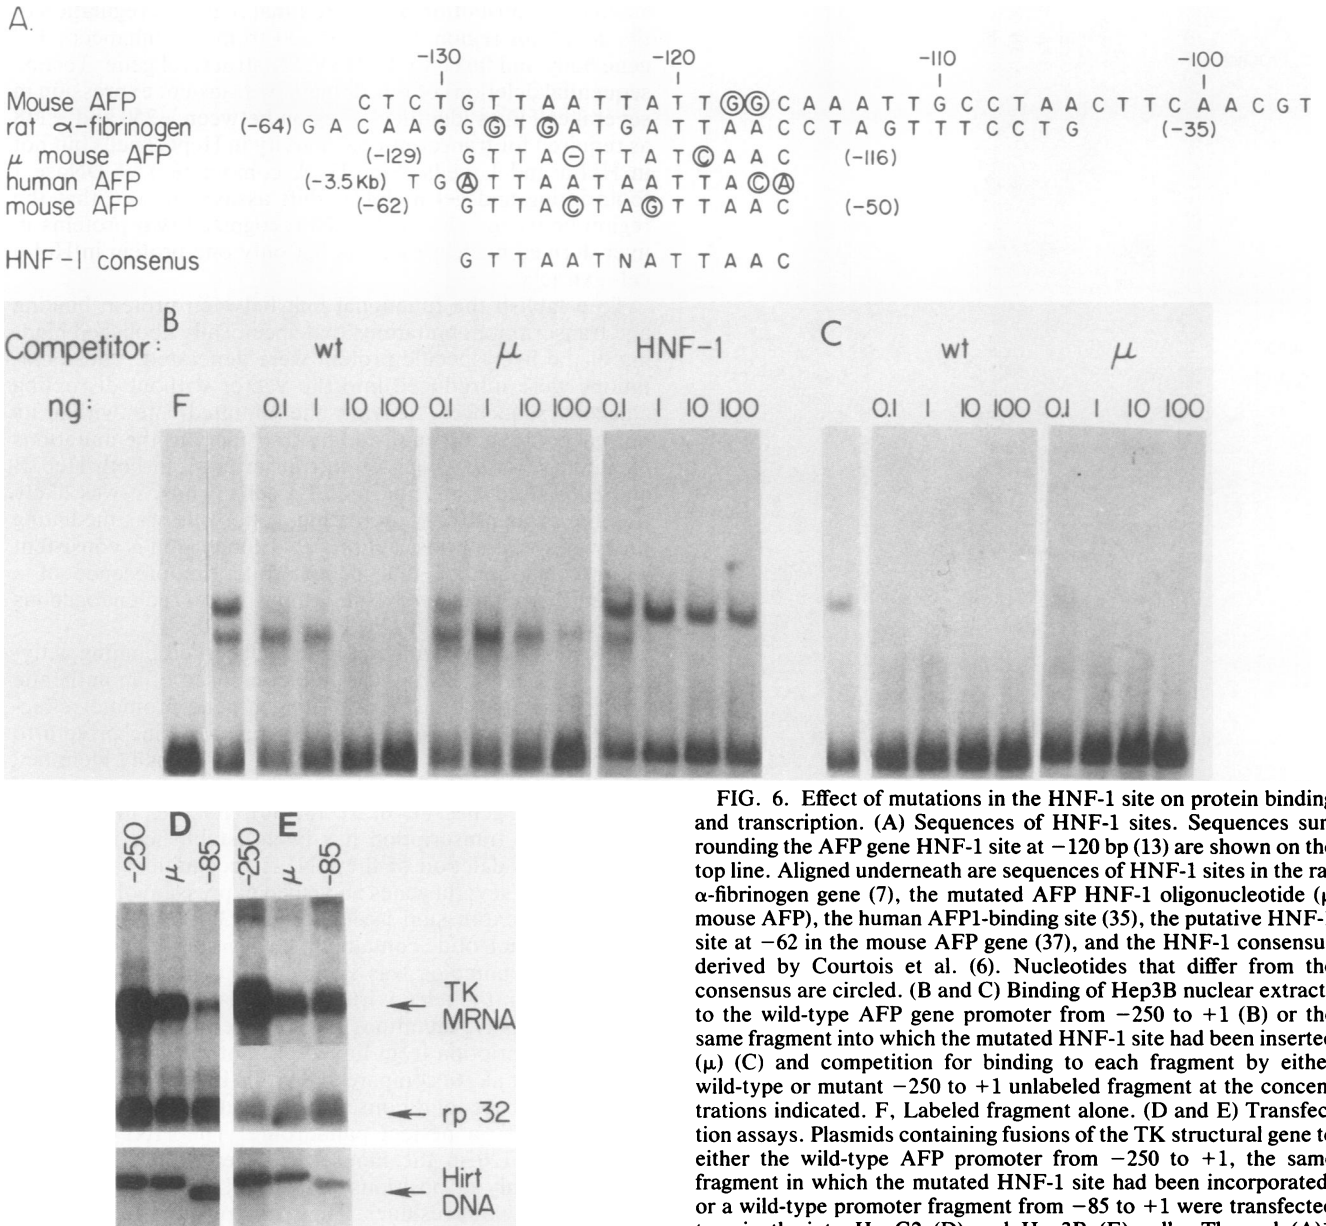 A.
-130 -120 -110 -100
Mouse AFP C T C T G T T A A T T A T T G G C A A A T T G C C T A A C T T C A A C G T
rat α-fibrinogen (-64) G A C A A G G G T G A T G A T T A A C C T A G T T T C C T G (-35)
μ mouse AFP (-129) G T T A - T T A T C A A C (-116)
human AFP (-3.5Kb) T G A T T A A T A A T T A C A
mouse AFP (-62) G T T A C T A G T T A A C (-50)
HNF-1 consenus G T T A A T N A T T A A C
B C
Competitor: wt μ HNF-1 wt μ
ng: F 0.1 1 10 100 0.1 1 10 100 0.1 1 10 100 0.1 1 10 100 0.1 1 10 100
D E
-250 μ -85 -250 μ -85
TK
MRNA
rp 32
Hirt
DNA
FIG. 6. Effect of mutations in the HNF-1 site on protein binding
and transcription. (A) Sequences of HNF-1 sites. Sequences sur
rounding the AFP gene HNF-1 site at −120 bp (13) are shown on the
top line. Aligned underneath are sequences of HNF-1 sites in the ra
α-fibrinogen gene (7), the mutated AFP HNF-1 oligonucleotide (μ
mouse AFP), the human AFP1-binding site (35), the putative HNF-1
site at −62 in the mouse AFP gene (37), and the HNF-1 consensu
derived by Courtois et al. (6). Nucleotides that differ from the
consensus are circled. (B and C) Binding of Hep3B nuclear extract
to the wild-type AFP gene promoter from −250 to +1 (B) or the
same fragment into which the mutated HNF-1 site had been inserted
(μ) (C) and competition for binding to each fragment by eithe
wild-type or mutant −250 to +1 unlabeled fragment at the concen
trations indicated. F, Labeled fragment alone. (D and E) Transfec
tion assays. Plasmids containing fusions of the TK structural gene to
either the wild-type AFP promoter from −250 to +1, the same
fragment in which the mutated HNF-1 site had been incorporated
or a wild-type promoter fragment from −85 to +1 were transfected